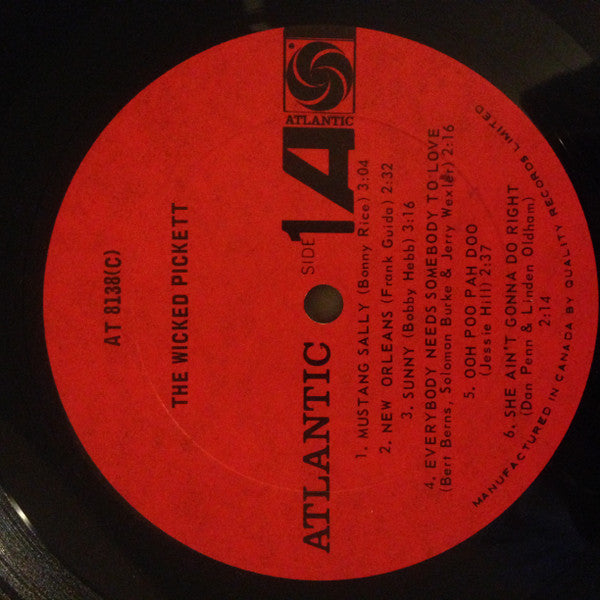 AT 8138(C)
THE WICKED PICKETT
ATLANTIC
ATLANTIC
SIDE 1A
1. MUSTANG SALLY (Bonny Rice) 3:04
2. NEW ORLEANS (Frank Guida) 2:32
3. SUNNY (Bobby Hebb) 3:16
4. EVERYBODY NEEDS SOMEBODY TO LOVE
(Bert Berns, Solomon Burke & Jerry Wexler) 2:16
5. OOH POO PAH DOO
(Jessie Hill) 2:37
6. SHE AIN'T GONNA DO RIGHT
(Dan Penn & Linden Oldham)
2:14
MANUFACTURED IN CANADA BY QUALITY RECORDS LIMITED